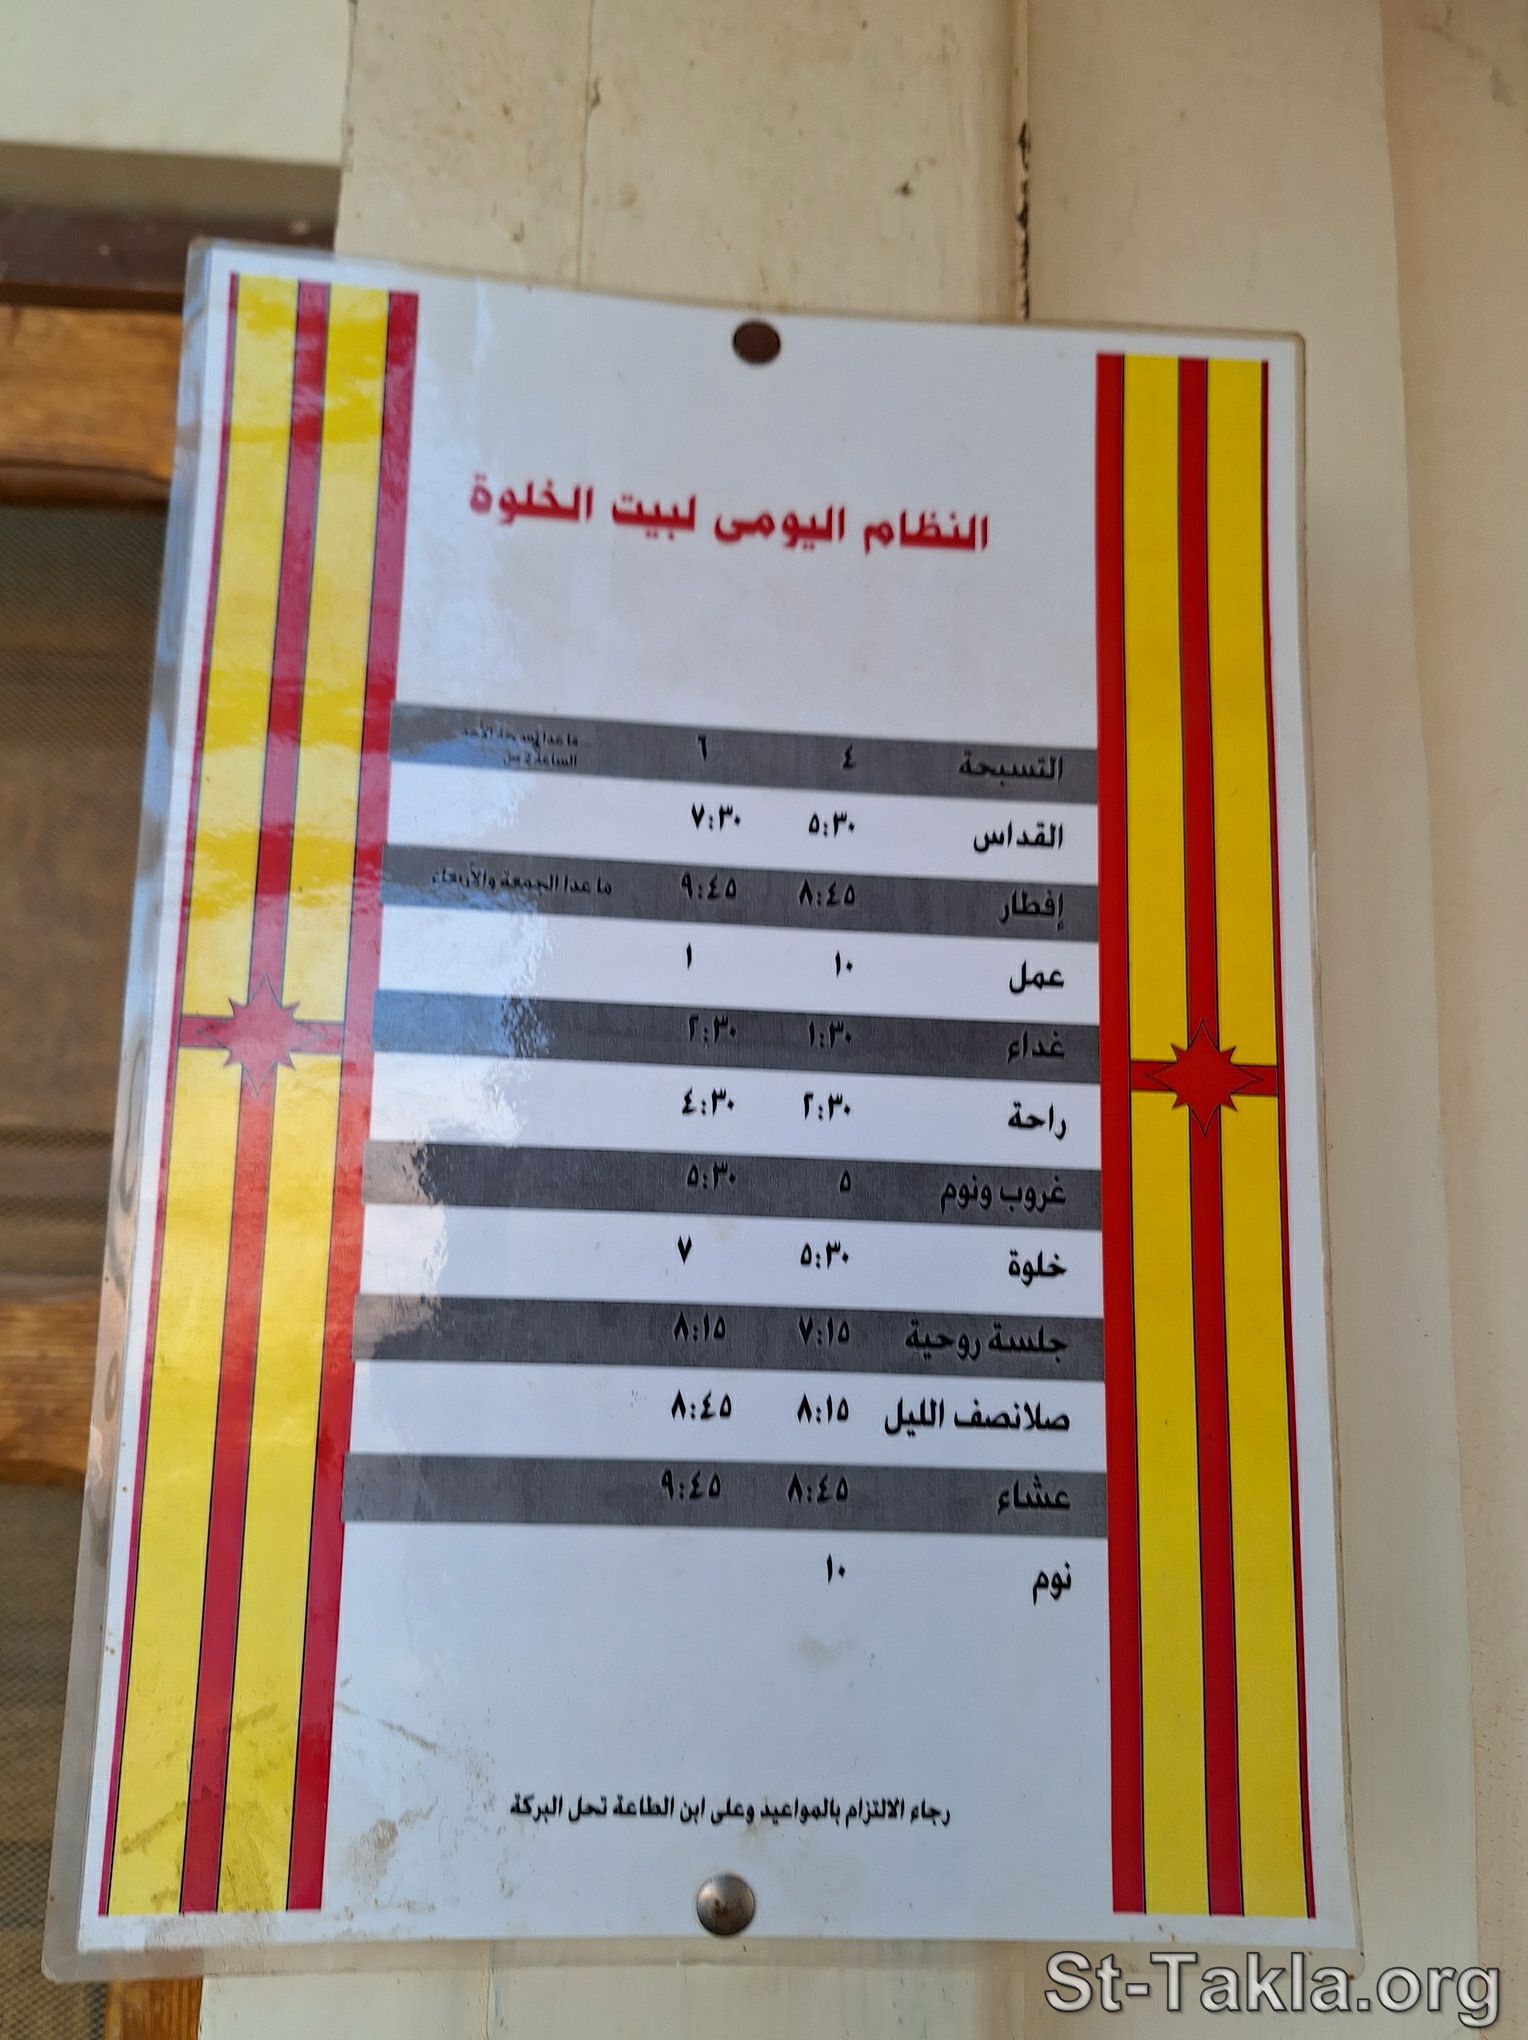 النظام اليومى لبيت الخلوة
التسبحة ٤ ٦ ما عدا تسبحة الأحد
الساعة 2 ص
القداس ٥:٣٠ ٧:٣٠
إفطار ٨:٤٥ ٩:٤٥ ما عدا الجمعة والأربعاء
عمل ١٠ ١
غداء ١:٣٠ ٢:٣٠
راحة ٢:٣٠ ٤:٣٠
غروب ونوم ٥ ٥:٣٠
خلوة ٥:٣٠ ٧
جلسة روحية ٧:١٥ ٨:١٥
صلانصف الليل ٨:١٥ ٨:٤٥
عشاء ٨:٤٥ ٩:٤٥
نوم ١٠
رجاء الالتزام بالمواعيد وعلى ابن الطاعة تحل البركة
St-Takla.org